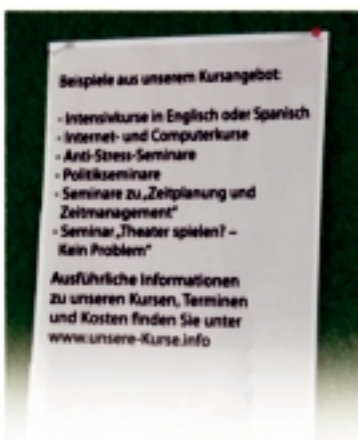 Beispiele aus unserem Kursangebot:
- Intensivkurse in Englisch oder Spanisch
- Internet- und Computerkurse
- Anti-Stress-Seminare
- Politikseminare
- Seminare zu „Zeitplanung und
Zeitmanagement“
- Seminar „Theater spielen? –
Kein Problem“
Ausführliche Informationen
zu unseren Kursen, Terminen
und Kosten finden Sie unter
www.unsere-Kurse.info